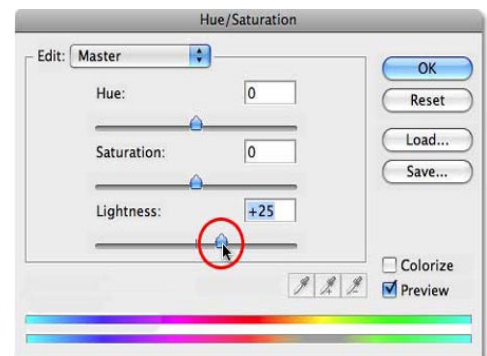 Hue/Saturation
Edit: Master
OK
Hue: 0
Reset
Load...
Saturation: 0
Save...
Lightness: +25
Colorize
Preview